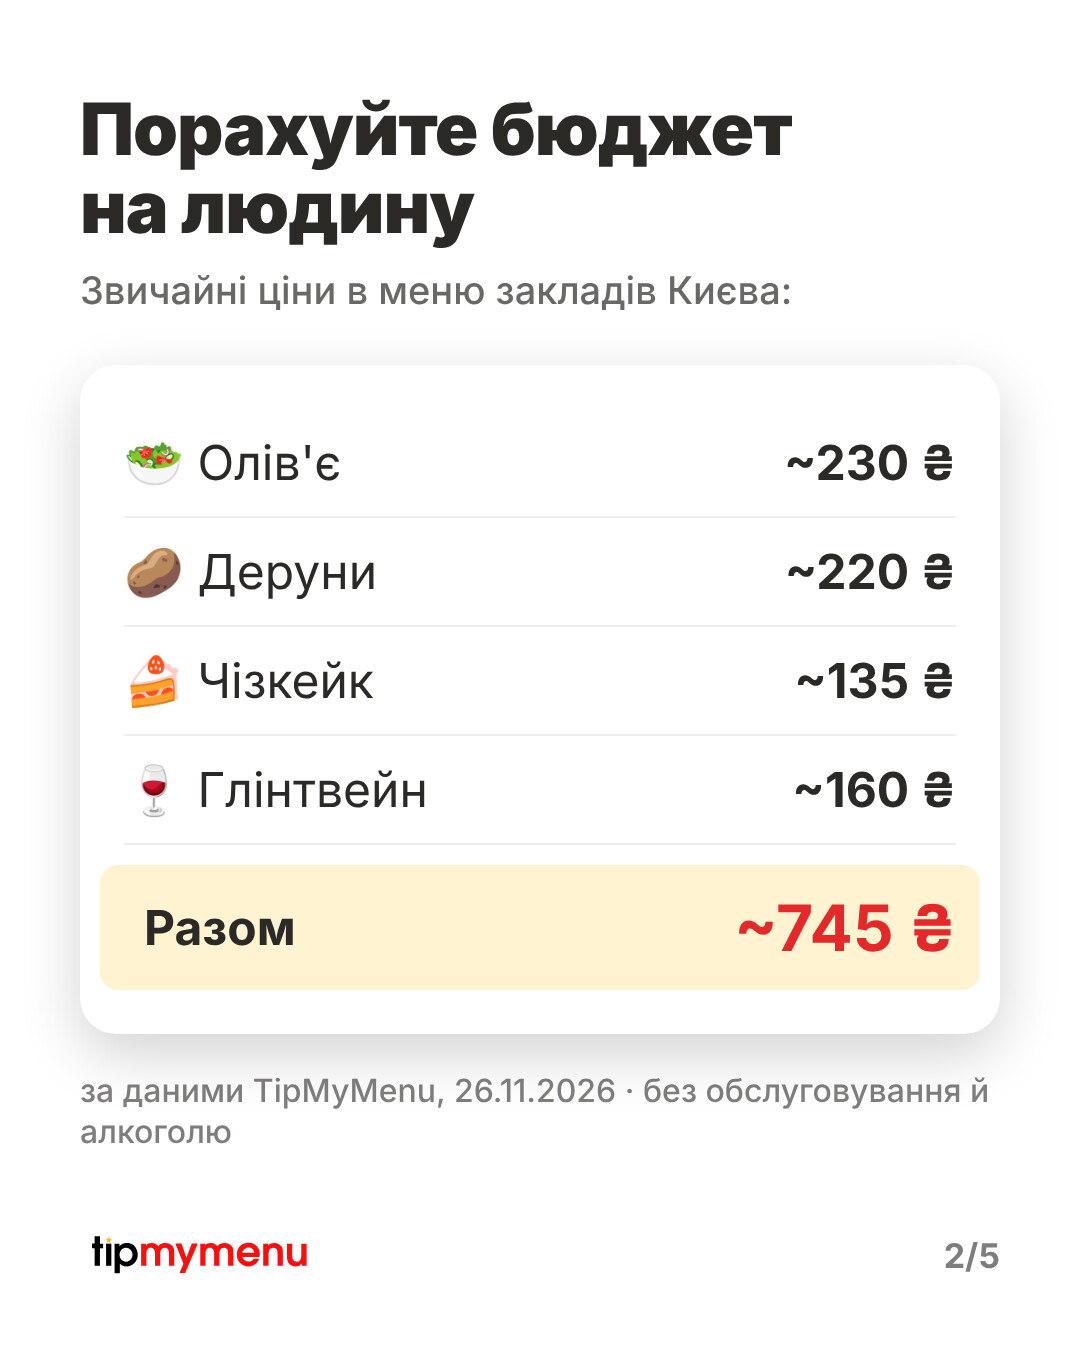 Порахуйте бюджет
на людину
Звичайні ціни в меню закладів Києва:
Олів'є ~230 ₴
Деруни ~220 ₴
Чізкейк ~135 ₴
Глінтвейн ~160 ₴
Разом ~745 ₴
за даними TipMyMenu, 26.11.2026 · без обслуговування й
алкоголю
tipmymenu 2/5